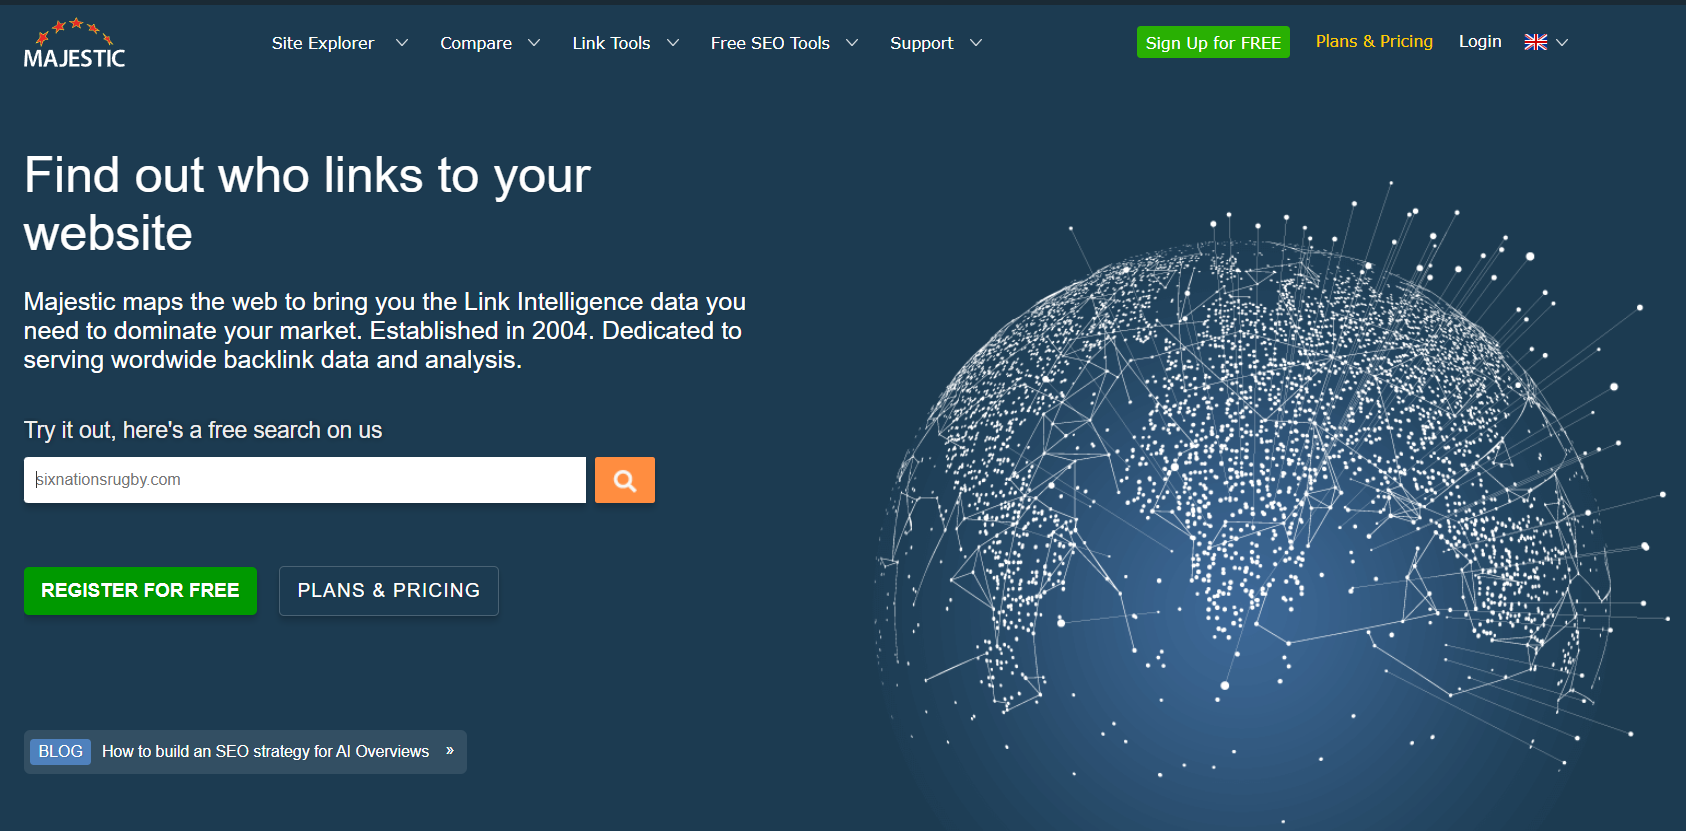 MAJESTIC
Site Explorer
Compare
Link Tools
Free SEO Tools
Support
Sign Up for FREE
Plans & Pricing
Login
Find out who links to your
website
Majestic maps the web to bring you the Link Intelligence data you
need to dominate your market. Established in 2004. Dedicated to
serving wordwide backlink data and analysis.
Try it out, here's a free search on us
sixnationsrugby.com
REGISTER FOR FREE
PLANS & PRICING
BLOG How to build an SEO strategy for AI Overviews »